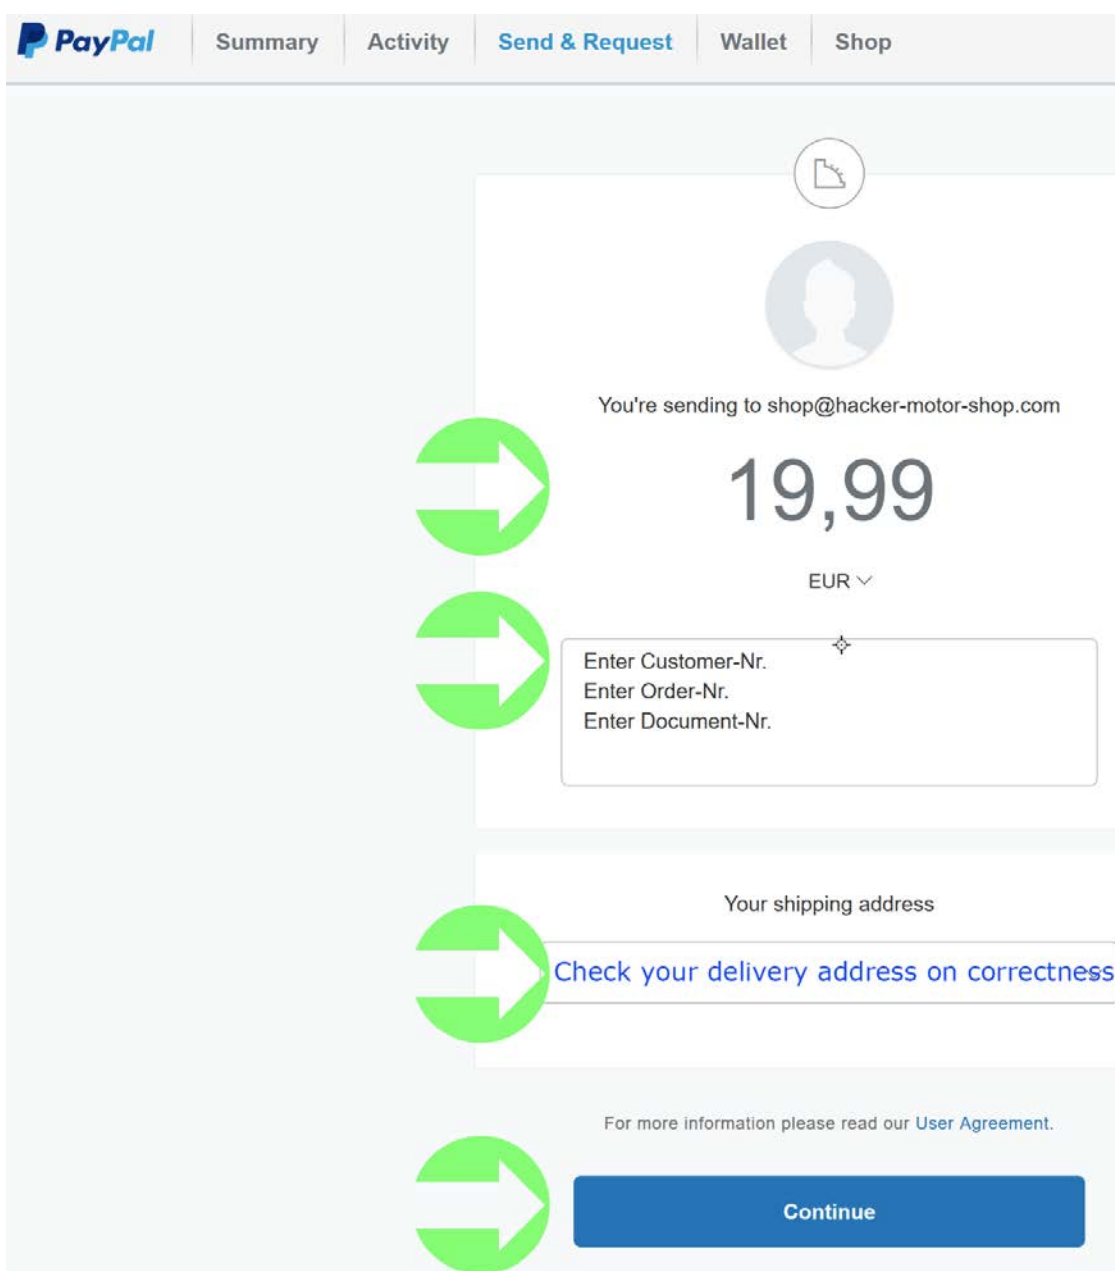 PayPal Summary Activity Send & Request Wallet Shop
You're sending to shop@hacker-motor-shop.com
19,99
EUR
Enter Customer-Nr.
Enter Order-Nr.
Enter Document-Nr.
Your shipping address
Check your delivery address on correctness
For more information please read our User Agreement.
Continue